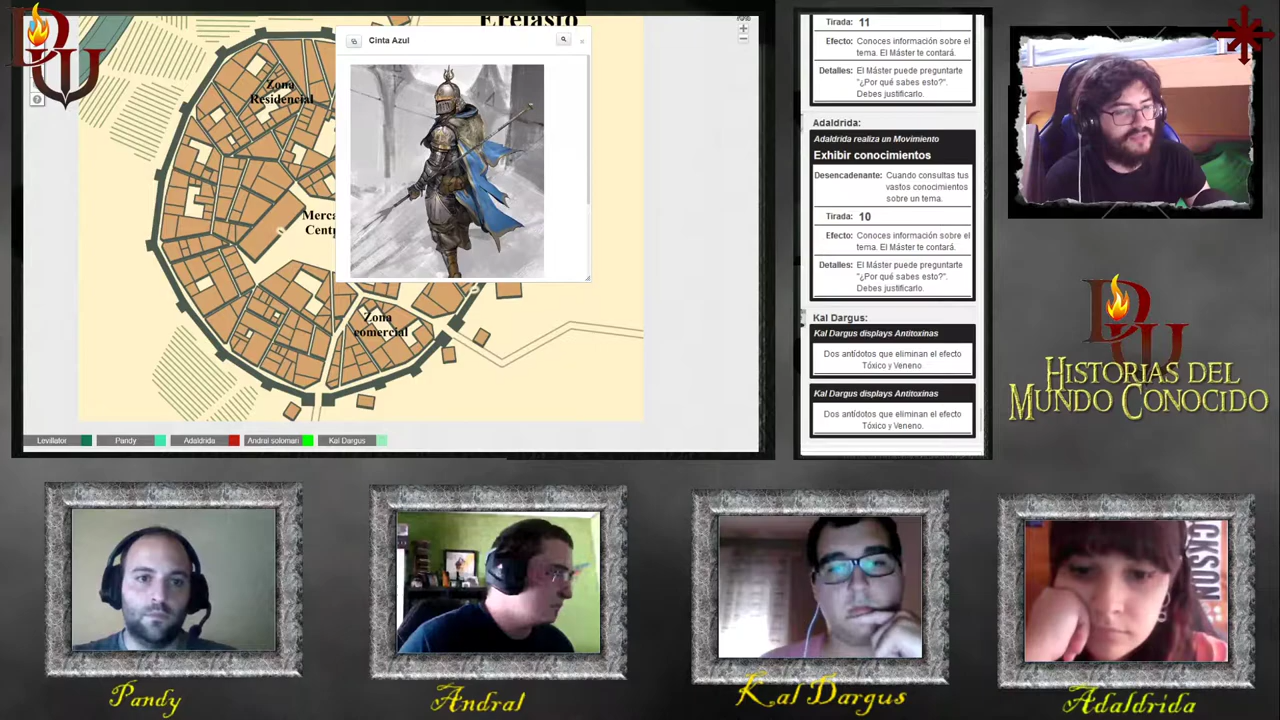 Cinta Azul
Zona
Residencial
Zona
comercial
Levillator
Pandy
Adaldrida
Andral soloman
Kal Dargus
Tirada: 11
Efecto: Conoces información sobre el
tema. El Máster te contará.
Detalles: El Máster puede preguntarte
"¿Por qué sabes esto?".
Debes justificarlo.
Adaldrida:
Adaldrida realiza un Movimiento
Exhibir conocimientos
Desencadenante: Cuando consultas tus
vastos conocimientos
sobre un tema.
Tirada: 10
Efecto: Conoces información sobre el
tema. El Máster te contará.
Detalles: El Máster puede preguntarte
"¿Por qué sabes esto?".
Debes justificarlo.
Kal Dargus:
Kal Dargus displays Antitoxinas
Dos antídotos que eliminan el efecto
Tóxico y Veneno
Kal Dargus displays Antitoxinas
Dos antídotos que eliminan el efecto
Tóxico y Veneno.
DU
HISTORIAS DEL
MUNDO CONOCIDO
CKSON
Pandy
Andral
Kal Dargus
Adaldrida